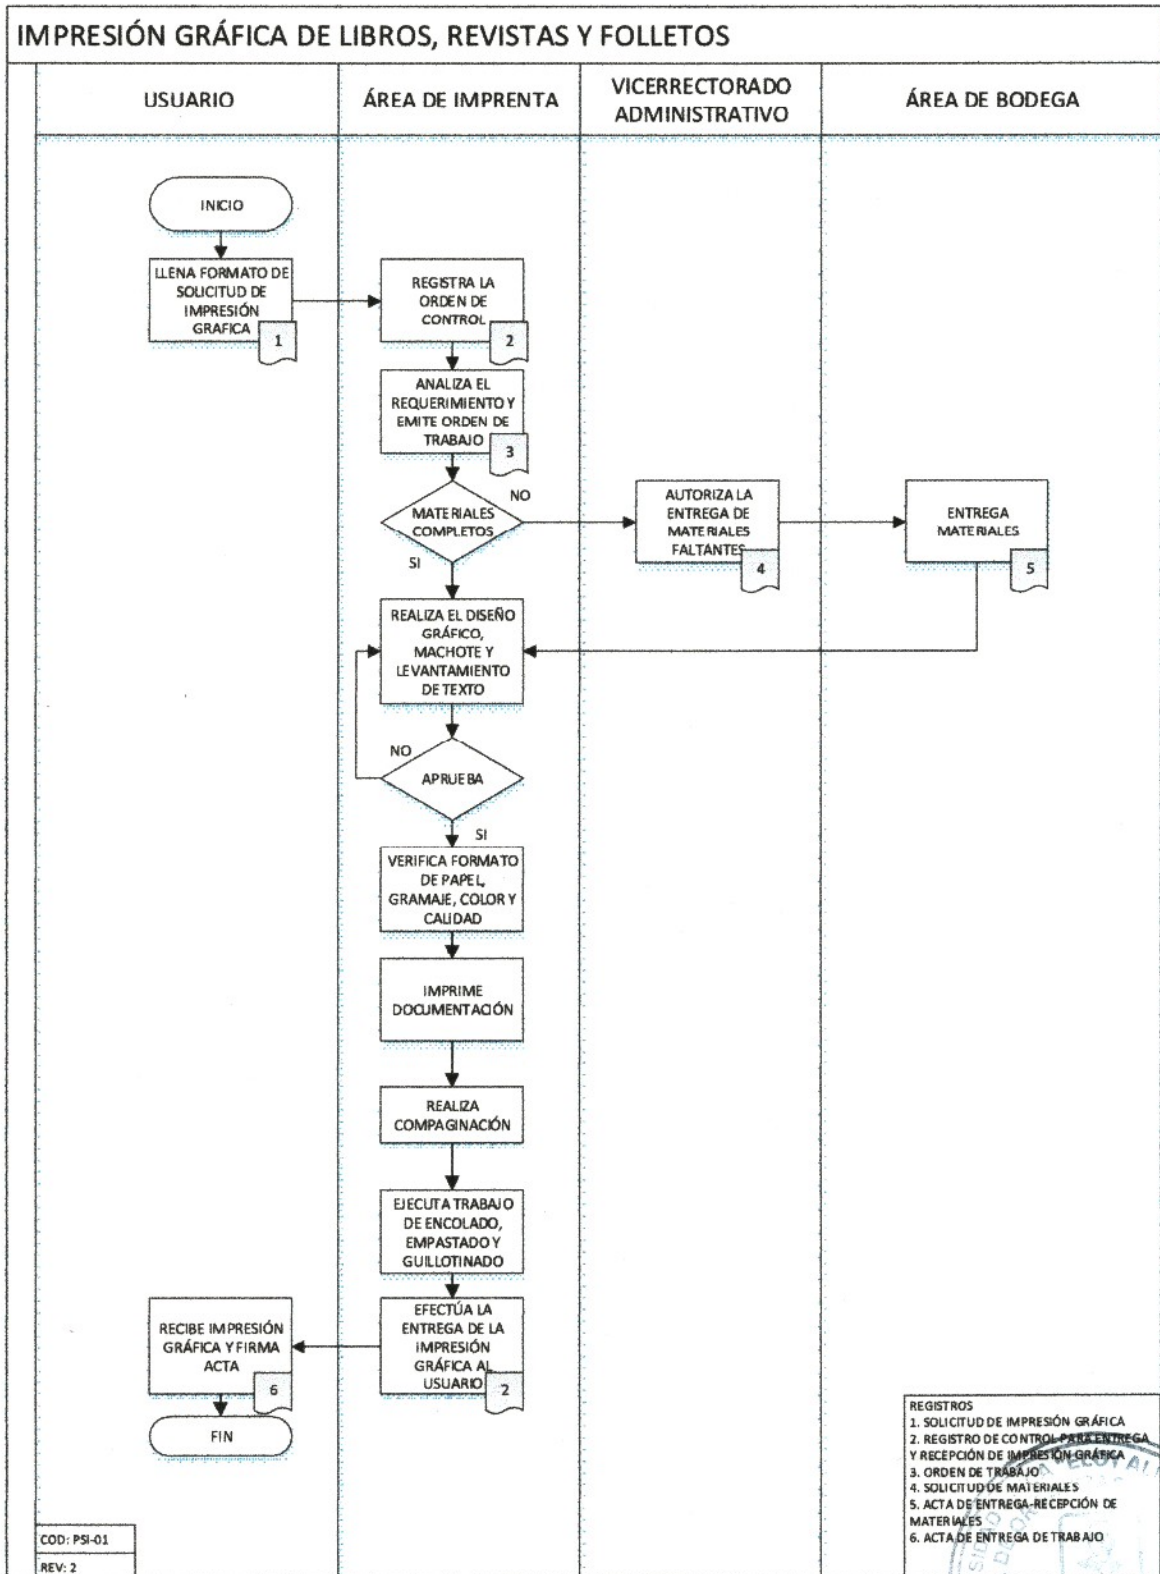 IMPRESIÓN GRÁFICA DE LIBROS, REVISTAS Y FOLLETOS
USUARIO
ÁREA DE IMPRENTA
VICERRECTORADO
ADMINISTRATIVO
ÁREA DE BODEGA
INICIO
LLENA FORMATO DE
SOLICITUD DE
IMPRESIÓN
GRAFICA
1
REGISTRA LA
ORDEN DE
CONTROL
2
ANALIZA EL
REQUERIMIENTO Y
EMITE ORDEN DE
TRABAJO
3
MATERIALES
COMPLETOS
NO
SI
AUTORIZA LA
ENTREGA DE
MATERIALES
FALTANTES
4
ENTREGA
MATERIALES
5
REALIZA EL DISEÑO
GRÁFICO,
MACHOTE Y
LEVANTAMIENTO
DE TEXTO
NO
APRUEBA
SI
VERIFICA FORMATO
DE PAPEL,
GRAMAJE, COLOR Y
CALIDAD
IMPRIME
DOCUMENTACIÓN
REALIZA
COMPAGINACIÓN
EJECUTA TRABAJO
DE ENCOLADO,
EMPASTADO Y
GUILLOTINADO
EFECTÚA LA
ENTREGA DE LA
IMPRESIÓN
GRÁFICA AL
USUARIO
2
RECIBE IMPRESIÓN
GRÁFICA Y FIRMA
ACTA
6
FIN
REGISTROS
1. SOLICITUD DE IMPRESIÓN GRÁFICA
2. REGISTRO DE CONTROL PARA ENTREGA
Y RECEPCIÓN DE IMPRESIÓN GRÁFICA
3. ORDEN DE TRABAJO
4. SOLICITUD DE MATERIALES
5. ACTA DE ENTREGA-RECEPCIÓN DE
MATERIALES
6. ACTA DE ENTREGA DE TRABAJO
COD: PSI-01
REV: 2